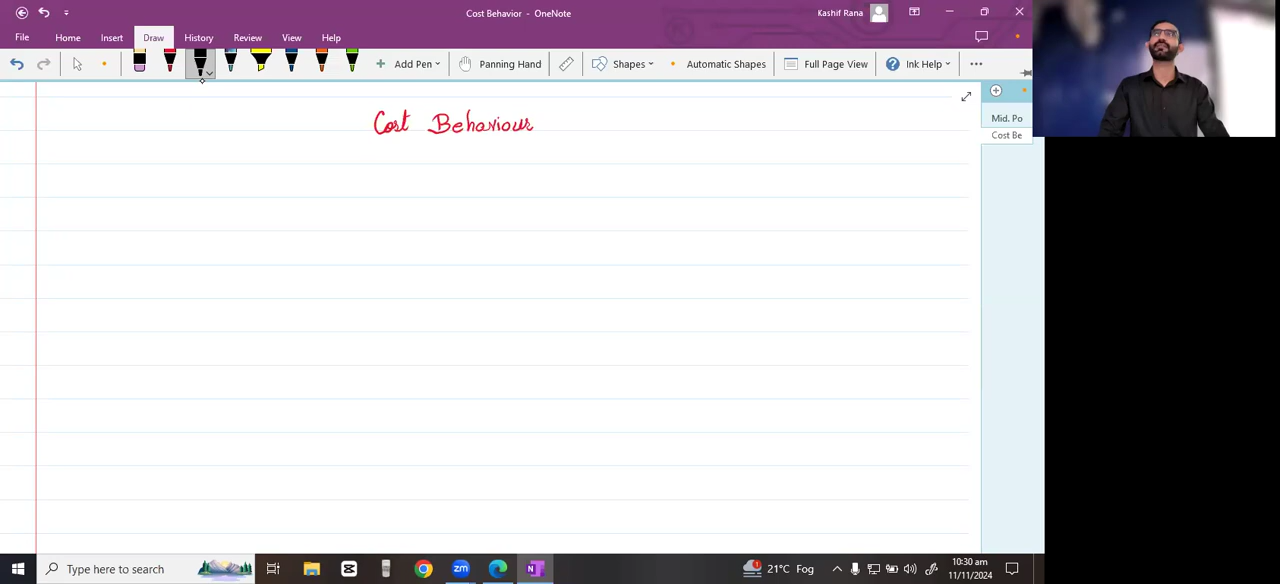 Cost Behavior - OneNote
Kashif Rana
File Home Insert Draw History Review View Help
Add Pen Panning Hand Shapes Automatic Shapes Full Page View Ink Help
Cost Behaviour
Mid. Po
Cost Be
Type here to search
zm
N
1
21°C Fog
10:30 am
11/11/2024